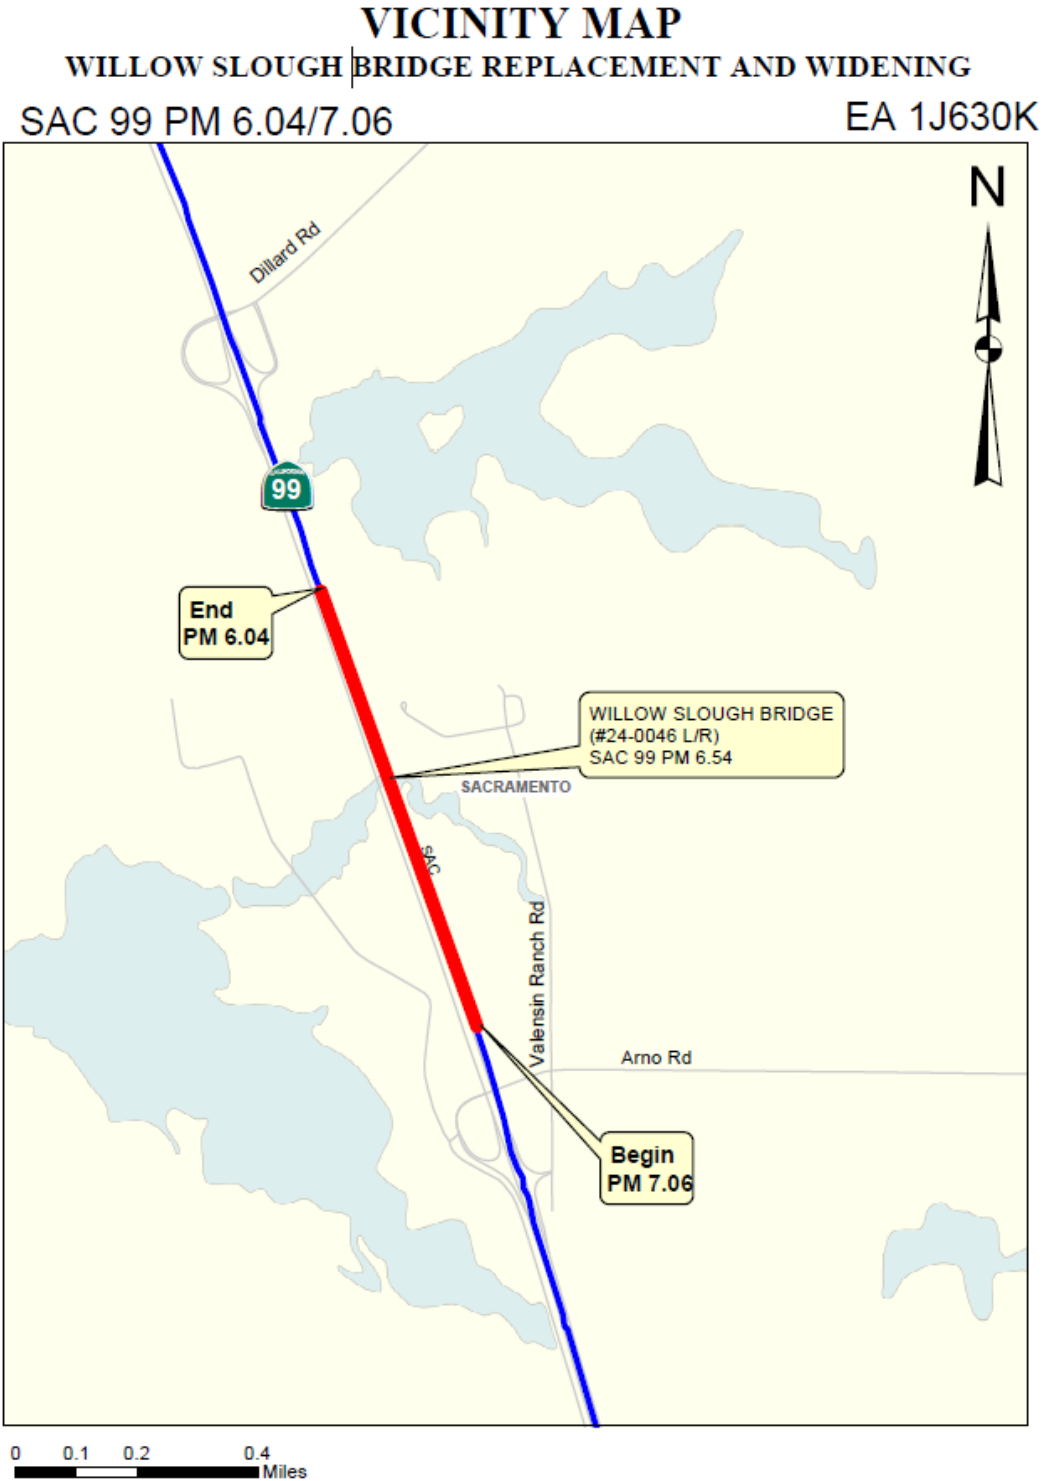 VICINITY MAP
WILLOW SLOUGH BRIDGE REPLACEMENT AND WIDENING
SAC 99 PM 6.04/7.06
EA 1J630K
N
Dillard Rd
CALIFORNIA
99
End
PM 6.04
WILLOW SLOUGH BRIDGE
(#24-0046 L/R)
SAC 99 PM 6.54
SACRAMENTO
SAC
Valensin Ranch Rd
Arno Rd
Begin
PM 7.06
0 0.1 0.2 0.4
Miles